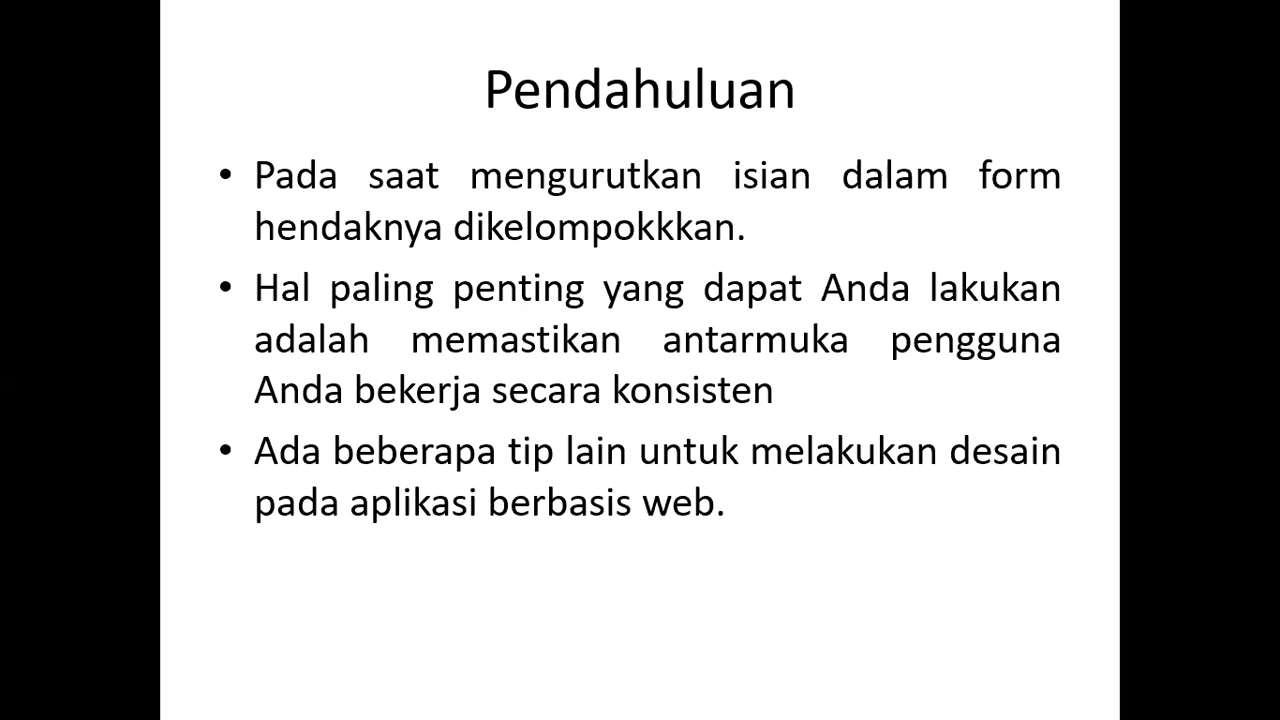 Pendahuluan
• Pada saat mengurutkan isian dalam form
hendaknya dikelompokkkan.
• Hal paling penting yang dapat Anda lakukan
adalah memastikan antarmuka pengguna
Anda bekerja secara konsisten
• Ada beberapa tip lain untuk melakukan desain
pada aplikasi berbasis web.